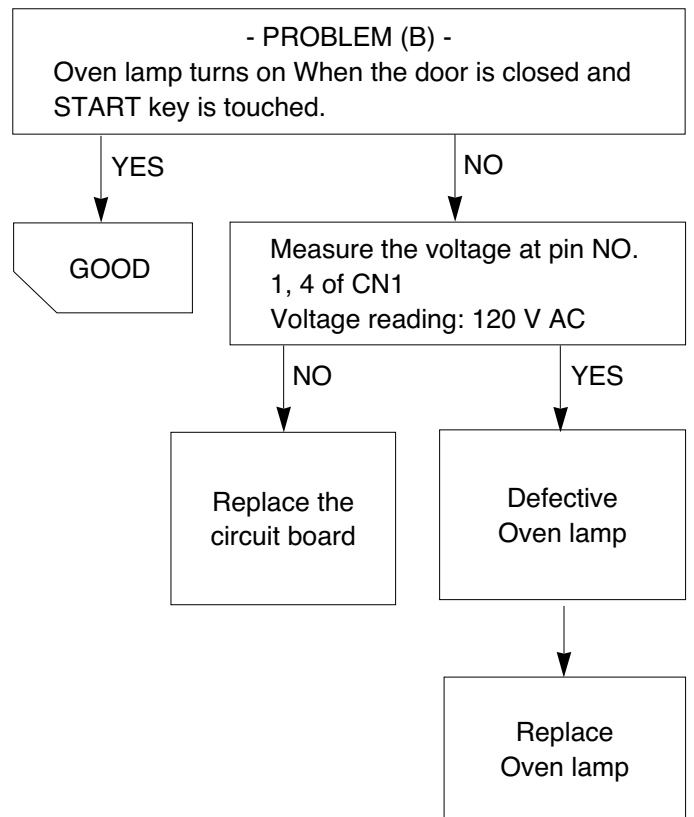 - PROBLEM (B) -
Oven lamp turns on When the door is closed and
START key is touched.
YES
NO
GOOD
Measure the voltage at pin NO.
1, 4 of CN1
Voltage reading: 120 V AC
NO
YES
Replace the
circuit board
Defective
Oven lamp
Replace
Oven lamp